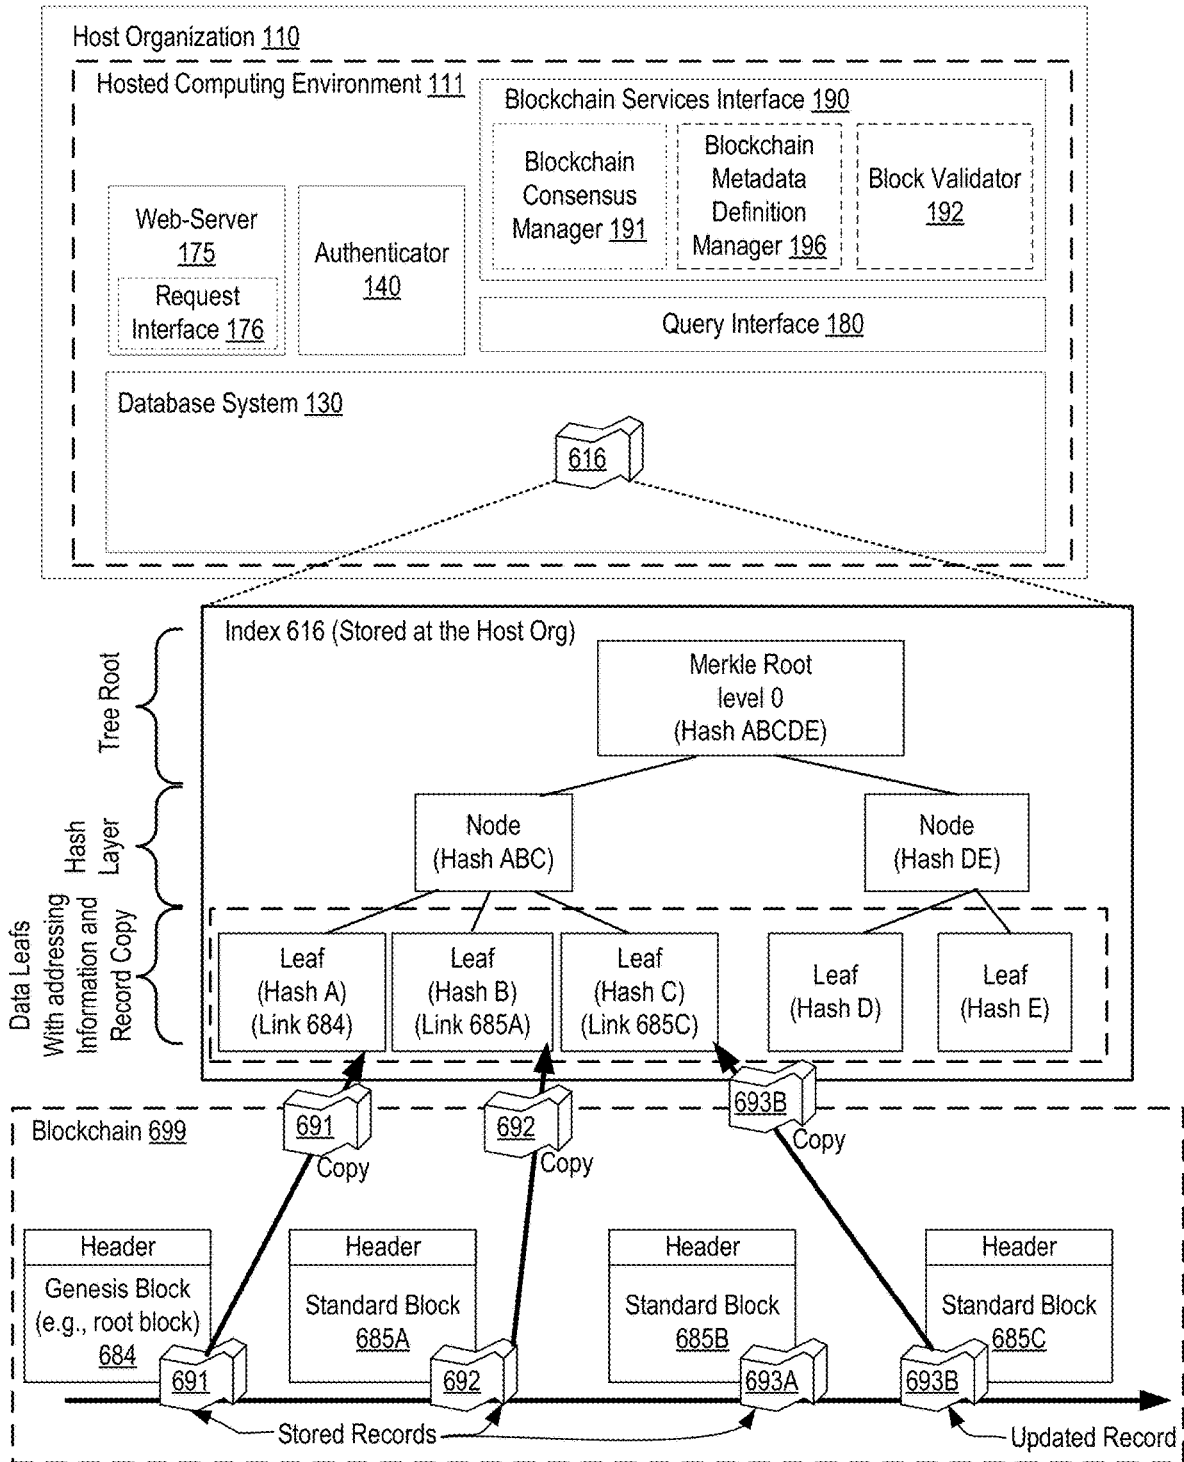 Host Organization 110
Hosted Computing Environment 111
Blockchain Services Interface 190
Blockchain
Consensus
Manager 191
Blockchain
Metadada
Definition
Manager 196
Block Validator
192
Web-Server
175
Request
Interface 176
Authenticator
140
Query Interface 180
Database System 130
616
Index 616 (Stored at the Host Org)
Tree Root
Merkle Root
level 0
(Hash ABCDE)
Hash
Layer
Node
(Hash ABC)
Node
(Hash DE)
Data Leafs
With addressing
Information and
Record Copy
Leaf
(Hash A)
(Link 684)
Leaf
(Hash B)
(Link 685A)
Leaf
(Hash C)
(Link 685C)
Leaf
(Hash D)
Leaf
(Hash E)
691
Copy
692
Copy
693B
Copy
Blockchain 699
Header
Genesis Block
(e.g., root block)
684
Header
Standard Block
685A
Header
Standard Block
685B
Header
Standard Block
685C
691
692
693A
693B
Stored Records
Updated Record